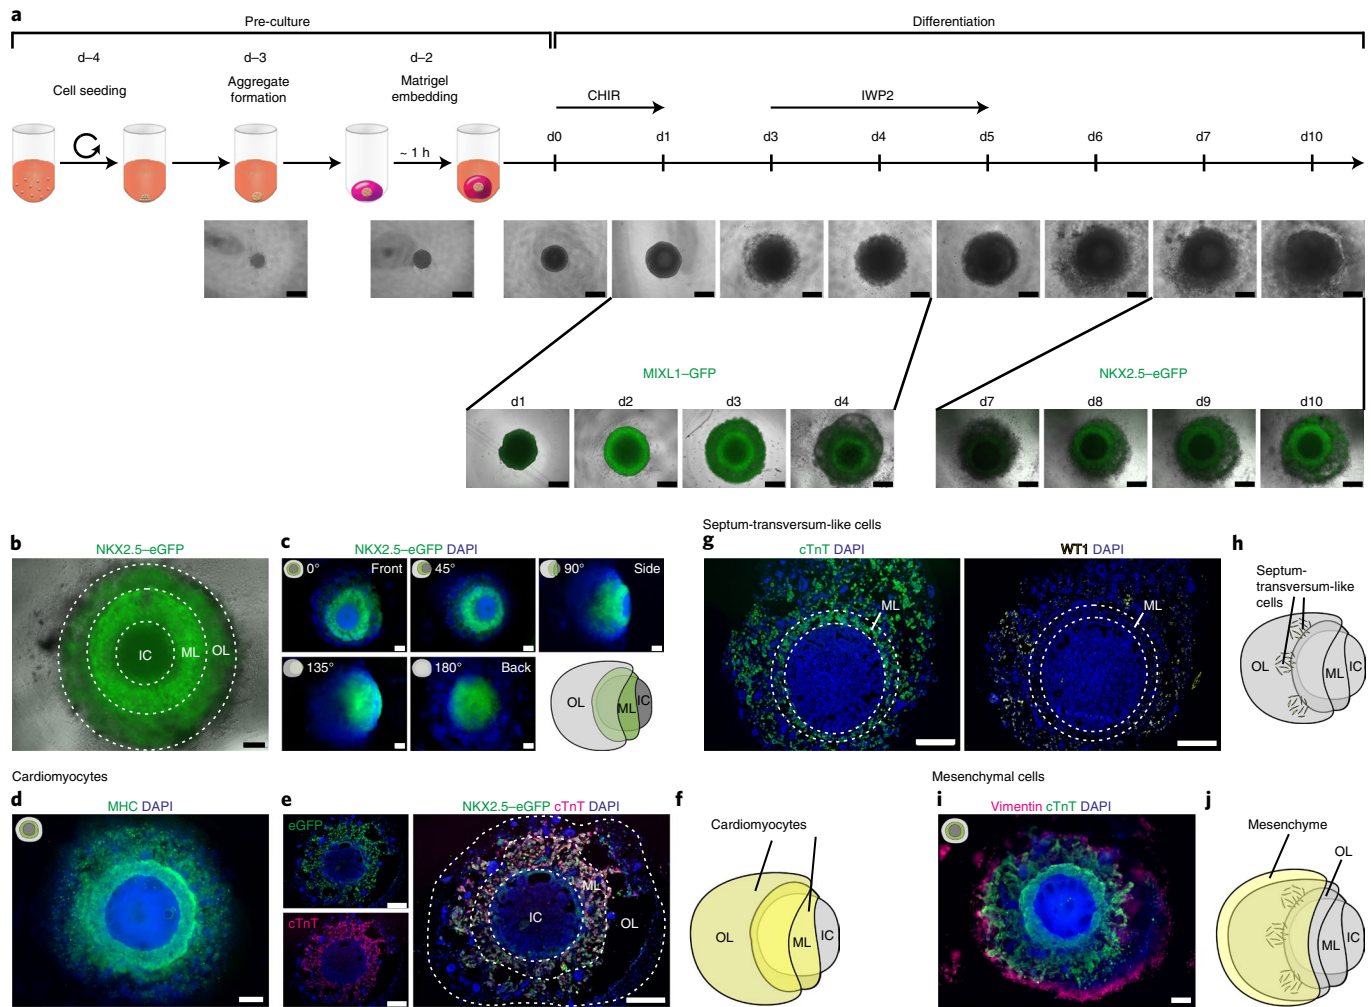 a
Pre-culture
Differentiation
d–4
d–3
d–2
Cell seeding
Aggregate
formation
Matrigel
embedding
CHIR
IWP2
~ 1 h
d0
d1
d3
d4
d5
d6
d7
d10
MIXL1–GFP
NKX2.5–eGFP
d1
d2
d3
d4
d7
d8
d9
d10
b
NKX2.5–eGFP
IC
ML
OL
c
NKX2.5–eGFP DAPI
0°
Front
45°
90°
Side
135°
180°
Back
OL
ML
IC
Septum-transversum-like cells
g
cTnT DAPI
ML
WT1 DAPI
ML
h
Septum-
transversum-like
cells
OL
ML
IC
Cardiomyocytes
d
MHC DAPI
e
eGFP
cTnT
NKX2.5–eGFP cTnT DAPI
ML
IC
OL
f
Cardiomyocytes
OL
ML
IC
Mesenchymal cells
i
Vimentin cTnT DAPI
j
Mesenchyme
OL
ML
IC